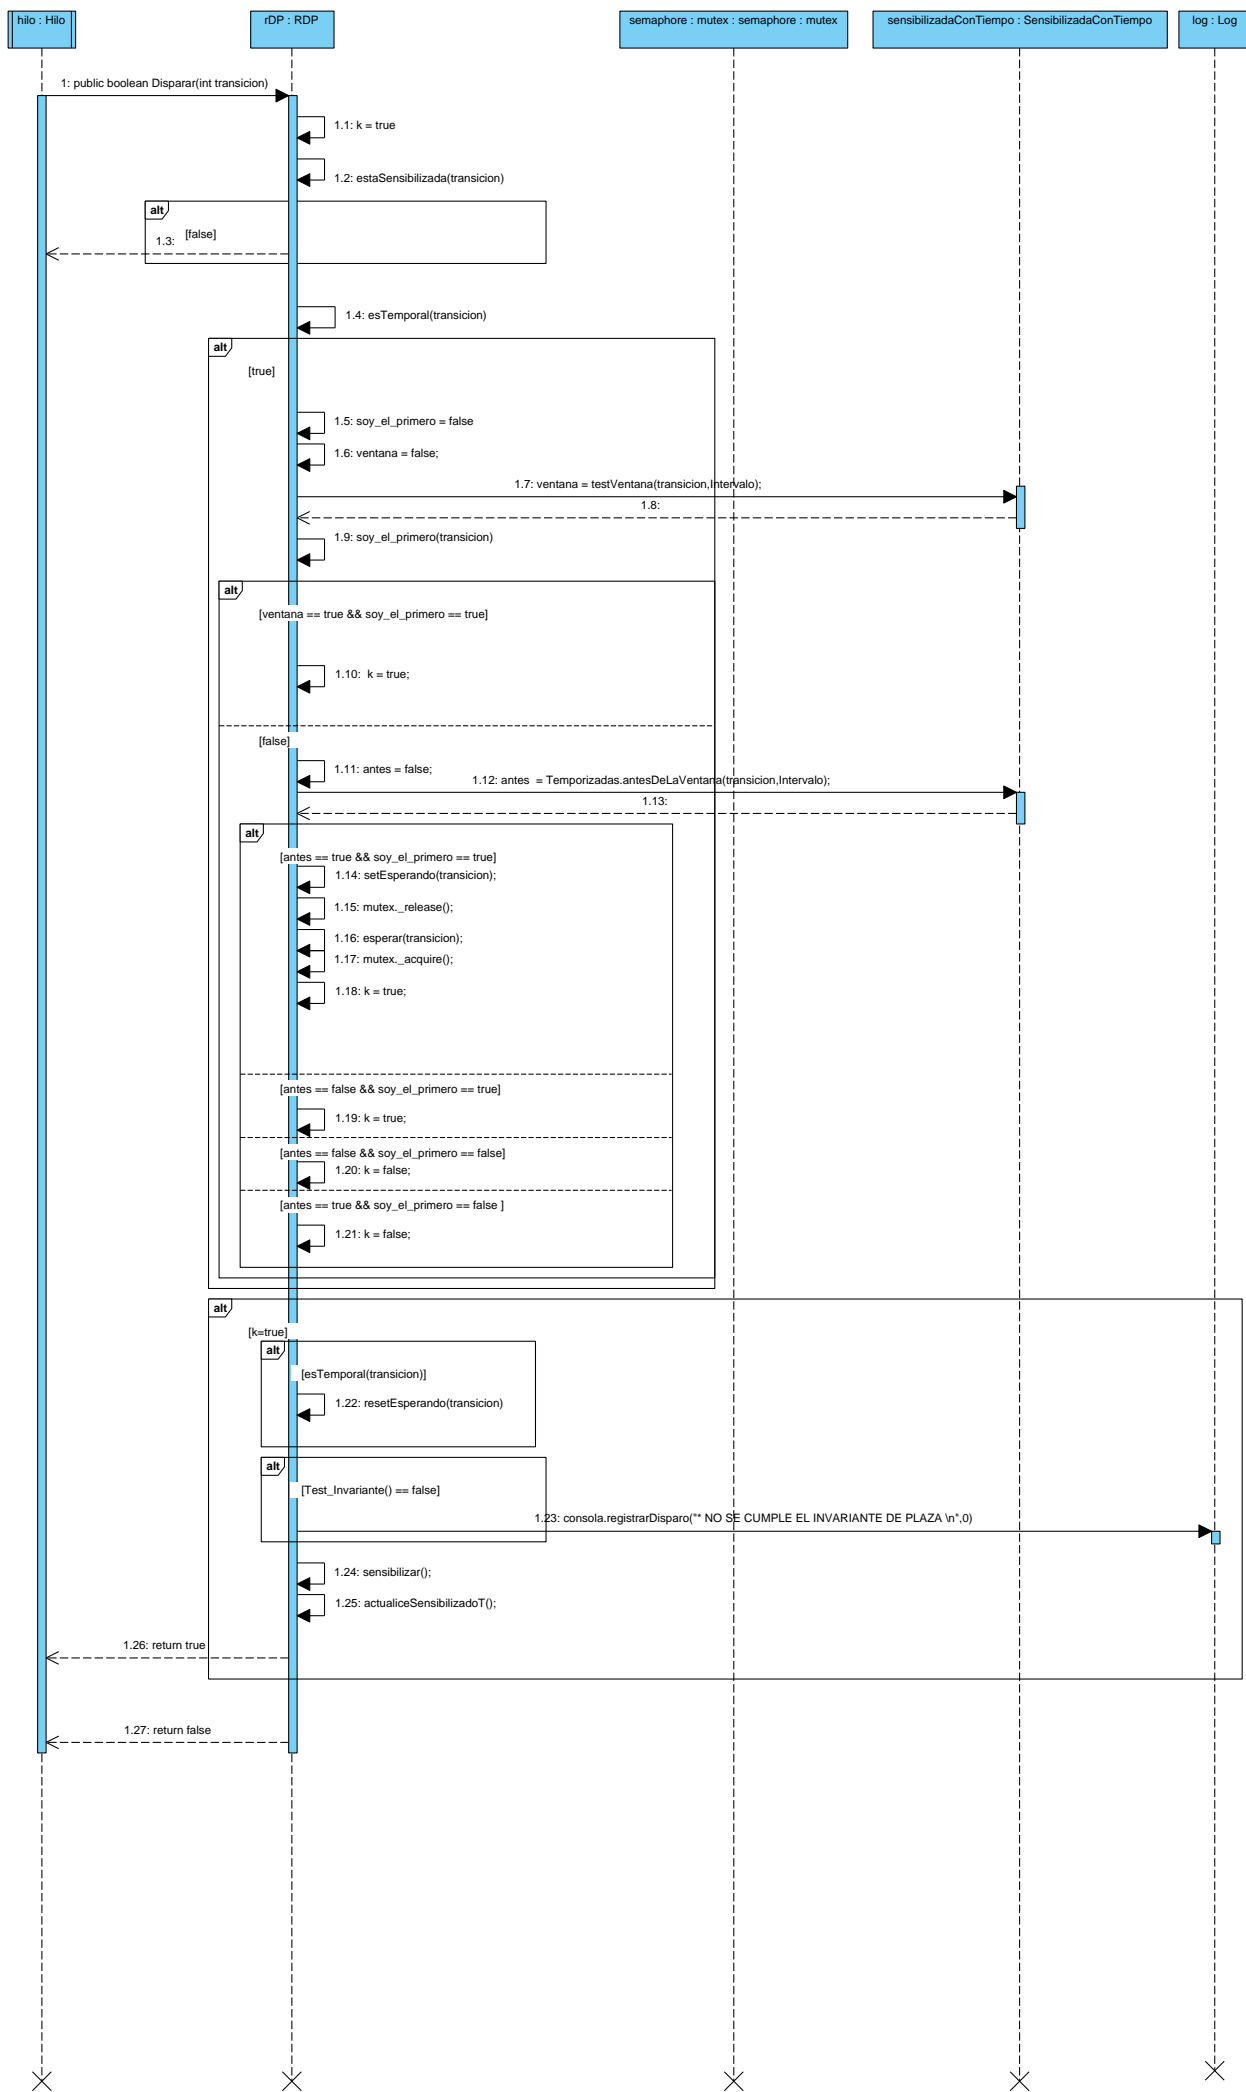 hilo : Hilo
rDP : RDP
semaphore : mutex : semaphore : mutex
sensibilizadaConTiempo : SensibilizadaConTiempo
log : Log
1: public boolean Disparar(int transicion)
1.1: k = true
1.2: estaSensibilizada(transicion)
alt
[false]
1.3:
1.4: esTemporal(transicion)
alt
[true]
1.5: soy_el_primero = false
1.6: ventana = false;
1.7: ventana = testVentana(transicion,Intervalo);
1.8:
1.9: soy_el_primero(transicion)
alt
[ventana == true && soy_el_primero == true]
1.10:  k = true;
[false]
1.11: antes = false;
1.12: antes  = Temporizadas.antesDeLaVentana(transicion,Intervalo);
1.13:
alt
[antes == true && soy_el_primero == true]
1.14: setEsperando(transicion);
1.15: mutex._release();
1.16: esperar(transicion);
1.17: mutex._acquire();
1.18: k = true;
[antes == false && soy_el_primero == true]
1.19: k = true;
[antes == false && soy_el_primero == false]
1.20: k = false;
[antes == true && soy_el_primero == false ]
1.21: k = false;
alt
[k=true]
alt
[esTemporal(transicion)]
1.22: resetEsperando(transicion)
alt
[Test_Invariante() == false]
1.23: consola.registrarDisparo("* NO SE CUMPLE EL INVARIANTE DE PLAZA \n",0)
1.24: sensibilizar();
1.25: actualiceSensibilizadoT();
1.26: return true
1.27: return false